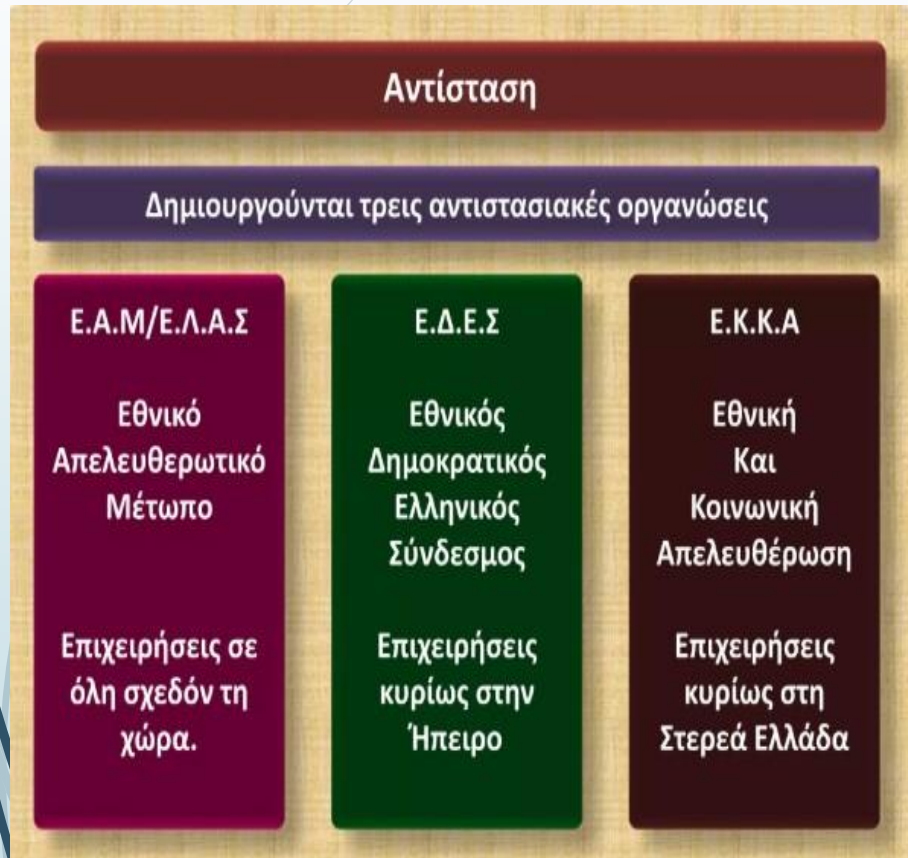 Αντίσταση
Δημιουργούνται τρεις αντιστασιακές οργανώσεις
Ε.Α.Μ/Ε.Λ.Α.Σ
Εθνικό
Απελευθερωτικό
Μέτωπο
Επιχειρήσεις σε
όλη σχεδόν τη
χώρα.
Ε.Δ.Ε.Σ
Εθνικός
Δημοκρατικός
Ελληνικός
Σύνδεσμος
Επιχειρήσεις
κυρίως στην
Ήπειρο
Ε.Κ.Κ.Α
Εθνική
Και
Κοινωνική
Απελευθέρωση
Επιχειρήσεις
κυρίως στη
Στερεά Ελλάδα